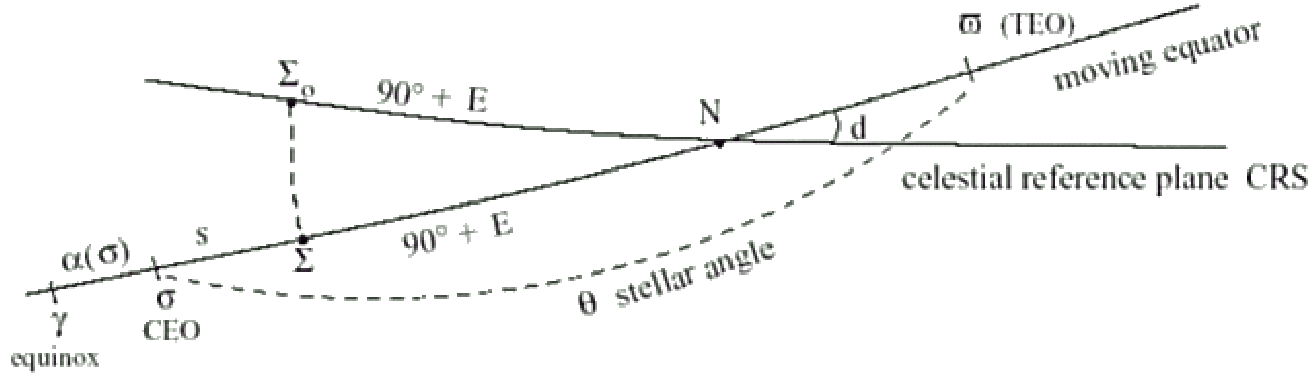 ϖ (TEO)
moving equator
Σₒ
90° + E
N
d
celestial reference plane CRS
α(σ)
s
Σ
90° + E
θ stellar angle
γ
equinox
σ
CEO